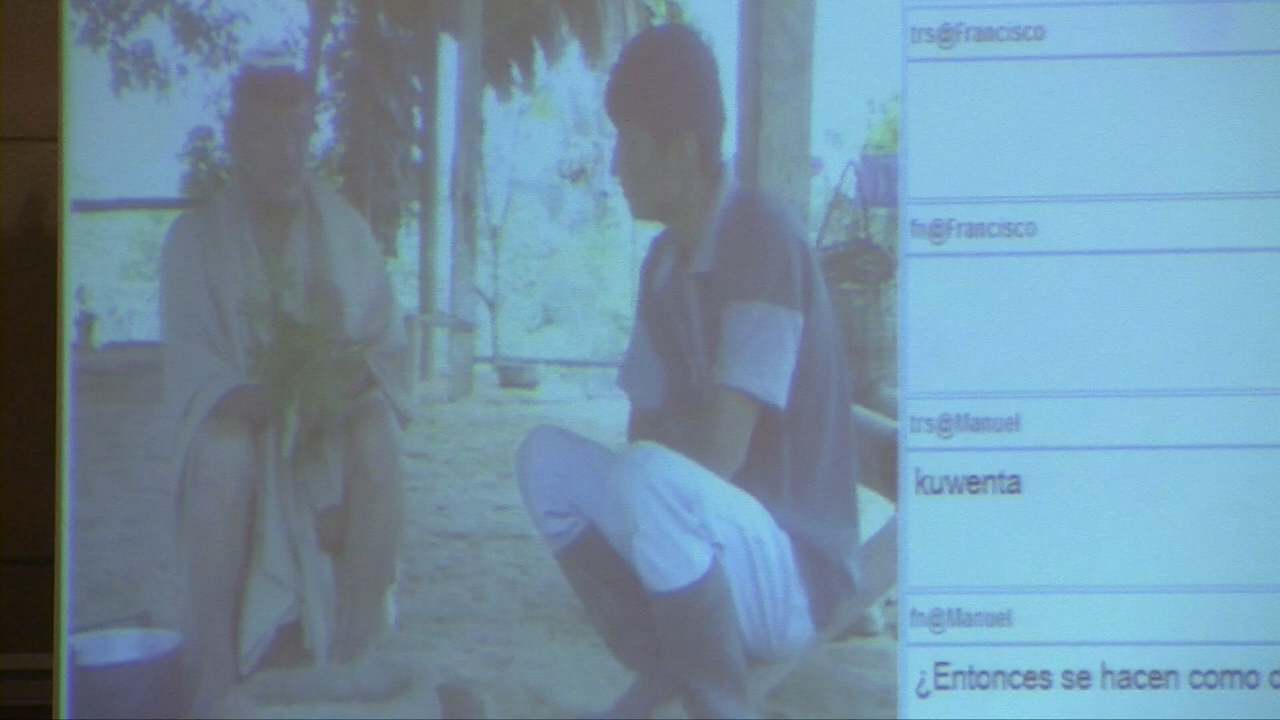 trs@Francisco
fn@Francisco
trs@Manuel
kuwenta
fn@Manuel
¿Entonces se hacen como